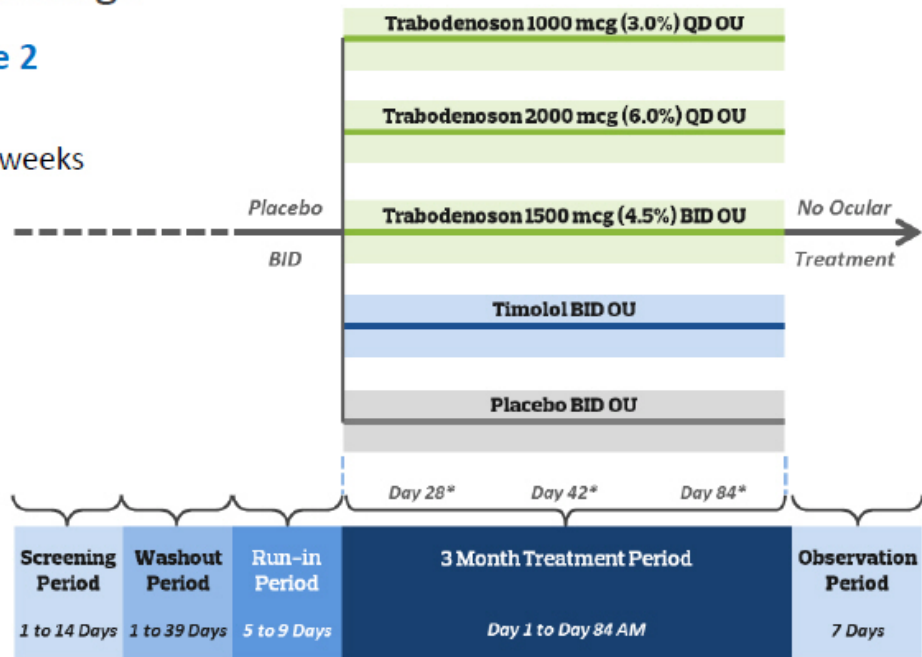 Trabodenoson 1000 mcg (3.0%) QD OU
e 2
Trabodenoson 2000 mcg (6.0%) QD OU
weeks
Placebo
BID
Trabodenoson 1500 mcg (4.5%) BID OU
No Ocular
Treatment
Timolol BID OU
Placebo BID OU
Day 28* Day 42* Day 84*
Screening Period
1 to 14 Days
Washout Period
1 to 39 Days
Run-in Period
5 to 9 Days
3 Month Treatment Period
Day 1 to Day 84 AM
Observation Period
7 Days